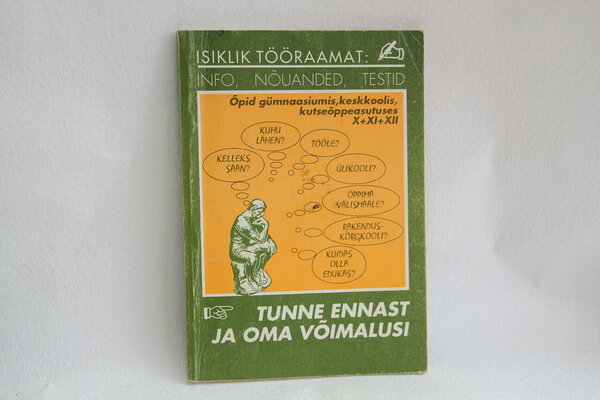 ISIKLIK TÖÖRAAMAT:
INFO, NÕUANDED, TESTID
Õpid gümnaasiumis, keskkoolis,
kutseõppeasutuses
X+XI+XII
KUHU
LÄHEN?
TÖÖLE?
KELLEKS
SAAN?
ÜLIKOOLI?
ÕPPIMA
VÄLISMAALE?
RAKENDUS-
KÕRGKOOLI?
KUIDAS
OLLA
EDUKAS?
TUNNE ENNAST
JA OMA VÕIMALUSI